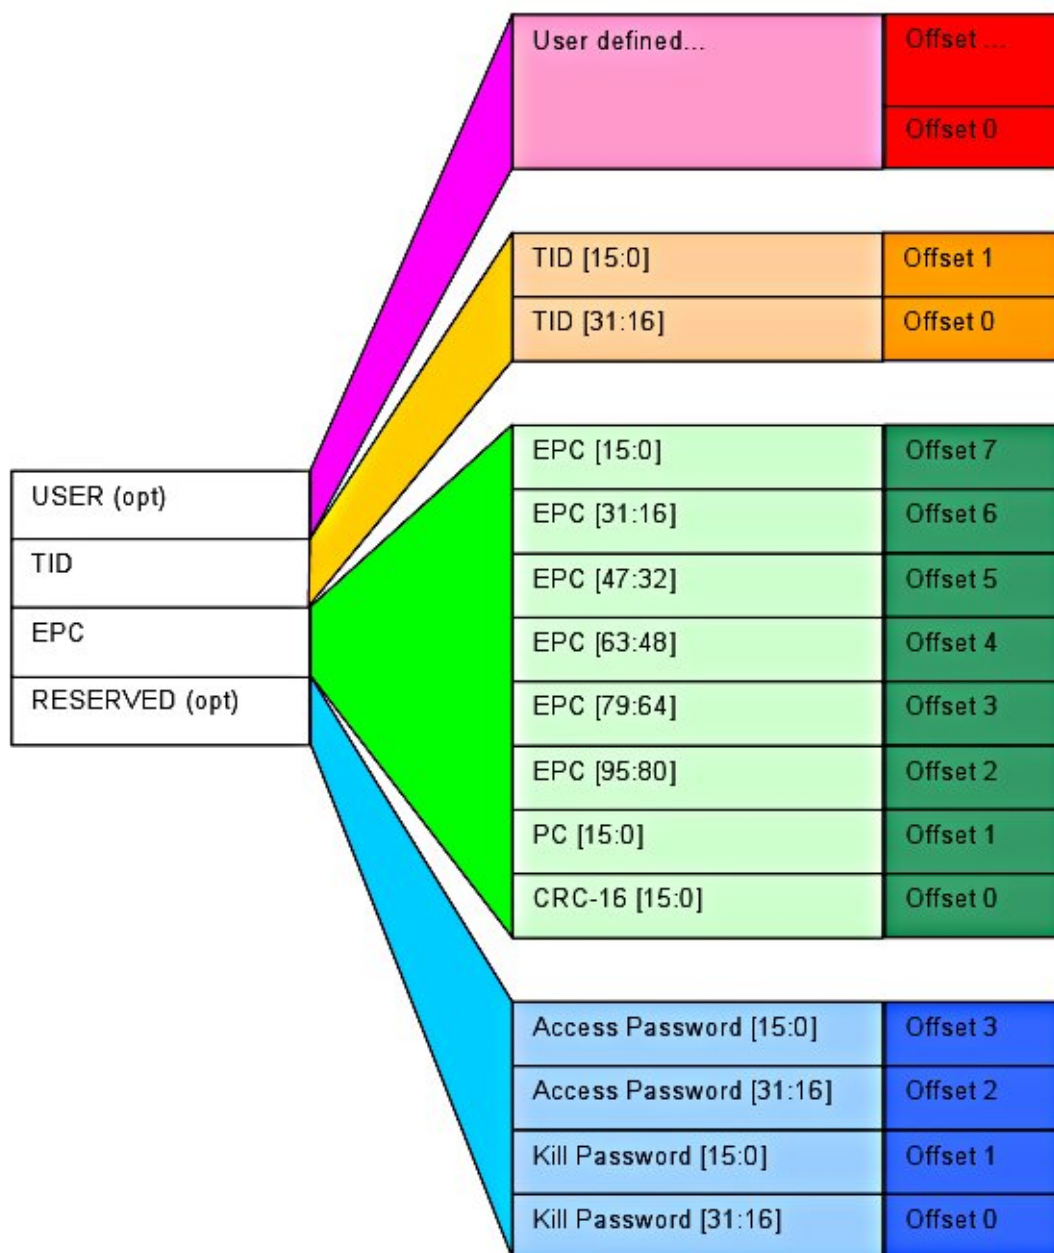 User defined... Offset ...
Offset 0
TID [15:0] Offset 1
TID [31:16] Offset 0
EPC [15:0] Offset 7
EPC [31:16] Offset 6
EPC [47:32] Offset 5
EPC [63:48] Offset 4
EPC [79:64] Offset 3
EPC [95:80] Offset 2
PC [15:0] Offset 1
CRC-16 [15:0] Offset 0
USER (opt)
TID
EPC
RESERVED (opt)
Access Password [15:0] Offset 3
Access Password [31:16] Offset 2
Kill Password [15:0] Offset 1
Kill Password [31:16] Offset 0